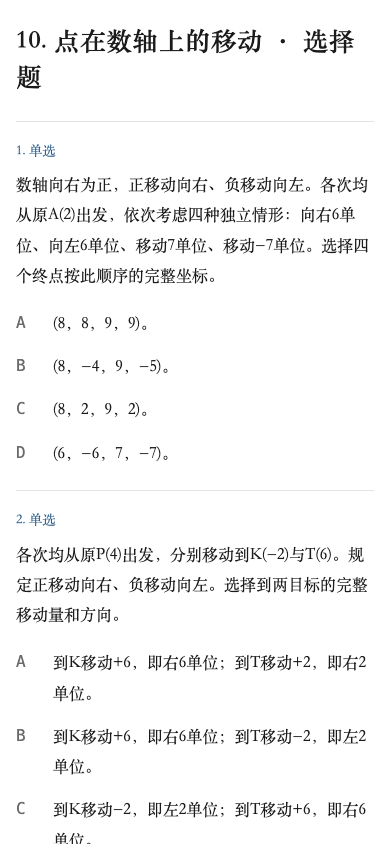 10. 点在数轴上的移动 · 选择
题
1. 单选
数轴向右为正，正移动向右、负移动向左。各次均
从原A(2)出发，依次考虑四种独立情形：向右6单
位、向左6单位、移动7单位、移动−7单位。选择四
个终点按此顺序的完整坐标。
A (8，8，9，9)。
B (8，−4，9，−5)。
C (8，2，9，2)。
D (6，−6，7，−7)。
2. 单选
各次均从原P(4)出发，分别移动到K(−2)与T(6)。规
定正移动向右、负移动向左。选择到两目标的完整
移动量和方向。
A 到K移动+6，即右6单位；到T移动+2，即右2
单位。
B 到K移动+6，即右6单位；到T移动−2，即左2
单位。
C 到K移动−2，即左2单位；到T移动+6，即右6
单位。